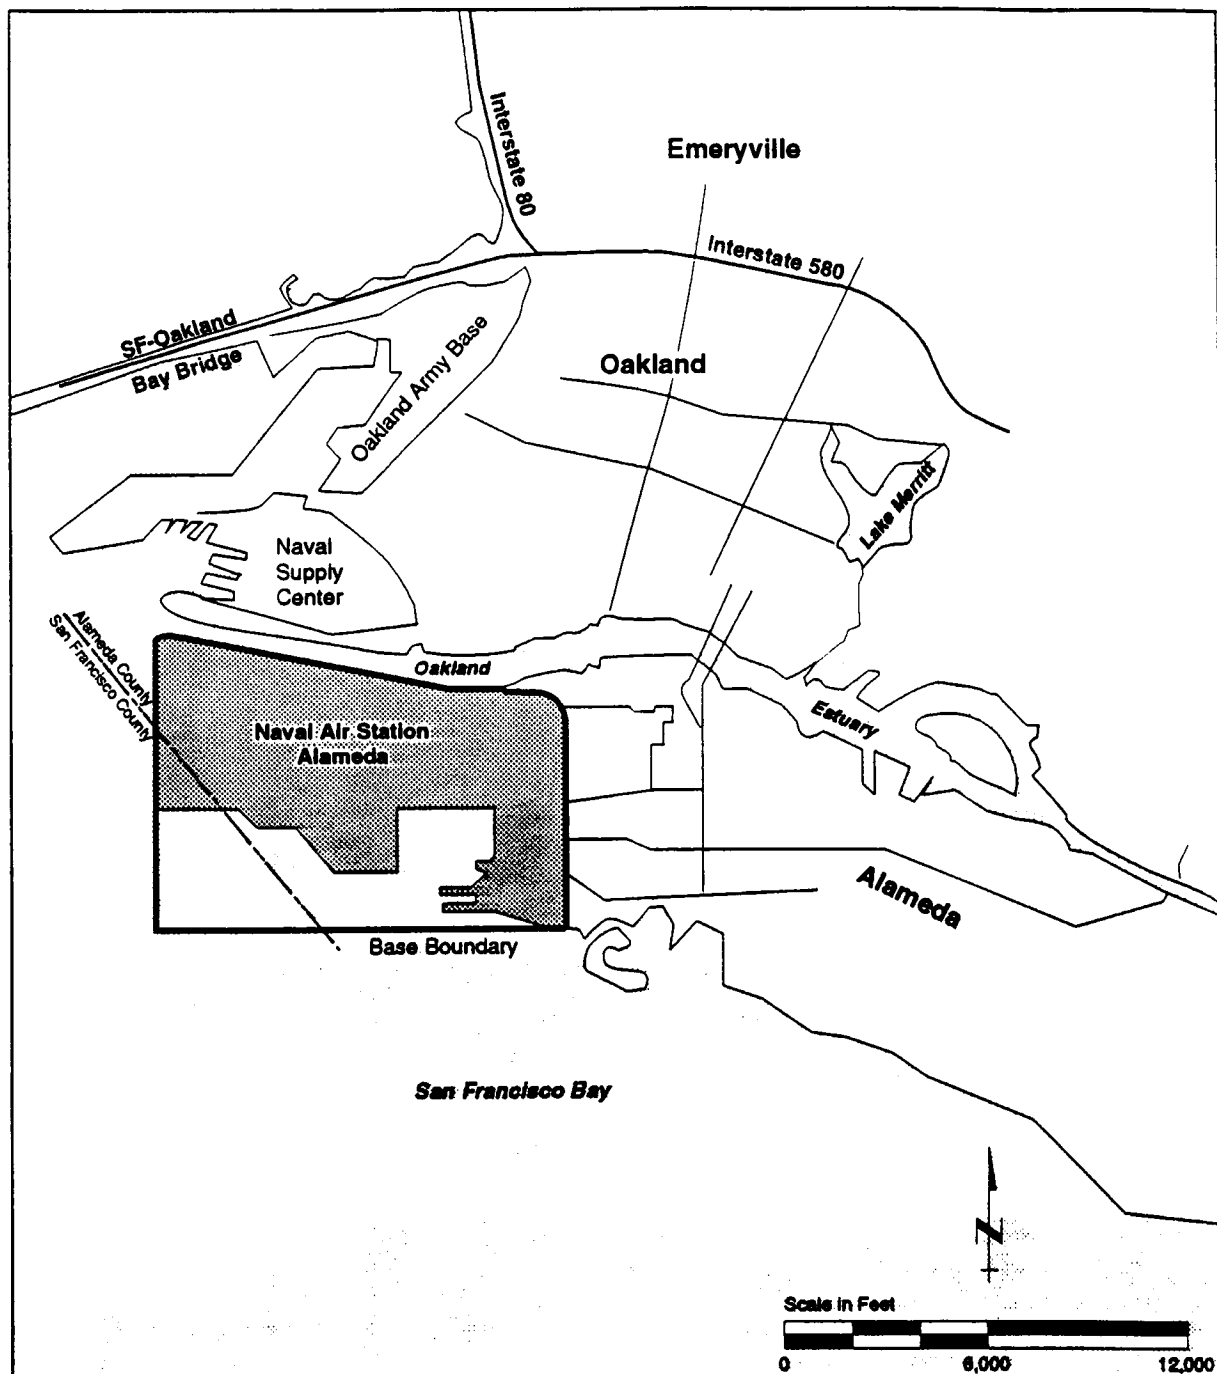 Emeryville
Interstate 80
Interstate 580
SF-Oakland
Bay Bridge
Oakland Army Base
Oakland
Lake Merritt
Naval
Supply
Center
Alameda County
San Francisco County
Oakland
Estuary
Naval Air Station
Alameda
Alameda
Base Boundary
San Francisco Bay
N
Scale in Feet
0 6,000 12,000